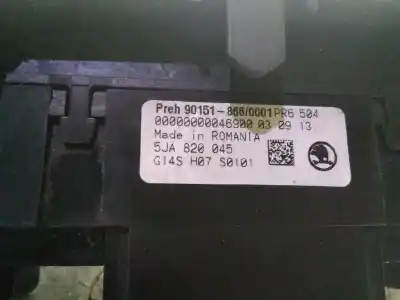 Preh 90151-866/0001PR6 504
00000000046900 03 09 13
Made in ROMANIA
5JA 820 045
G14S H07 S0101